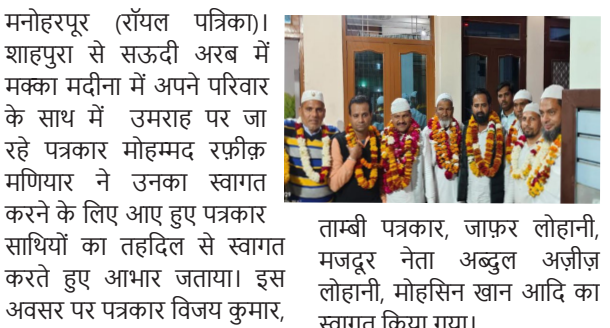 मनोहरपूर (रॉयल पत्रिका)।
शाहपुरा से सऊदी अरब में
मक्का मदीना में अपने परिवार
के साथ में उमराह पर जा
रहे पत्रकार मोहम्मद रफ़ीक़
मणियार ने उनका स्वागत
करने के लिए आए हुए पत्रकार
साथियों का तहदिल से स्वागत
करते हुए आभार जताया। इस
अवसर पर पत्रकार विजय कुमार,
ताम्बी पत्रकार, जाफ़र लोहानी,
मजदूर नेता अब्दुल अज़ीज़
लोहानी, मोहसिन खान आदि का
स्वागत किया गया।